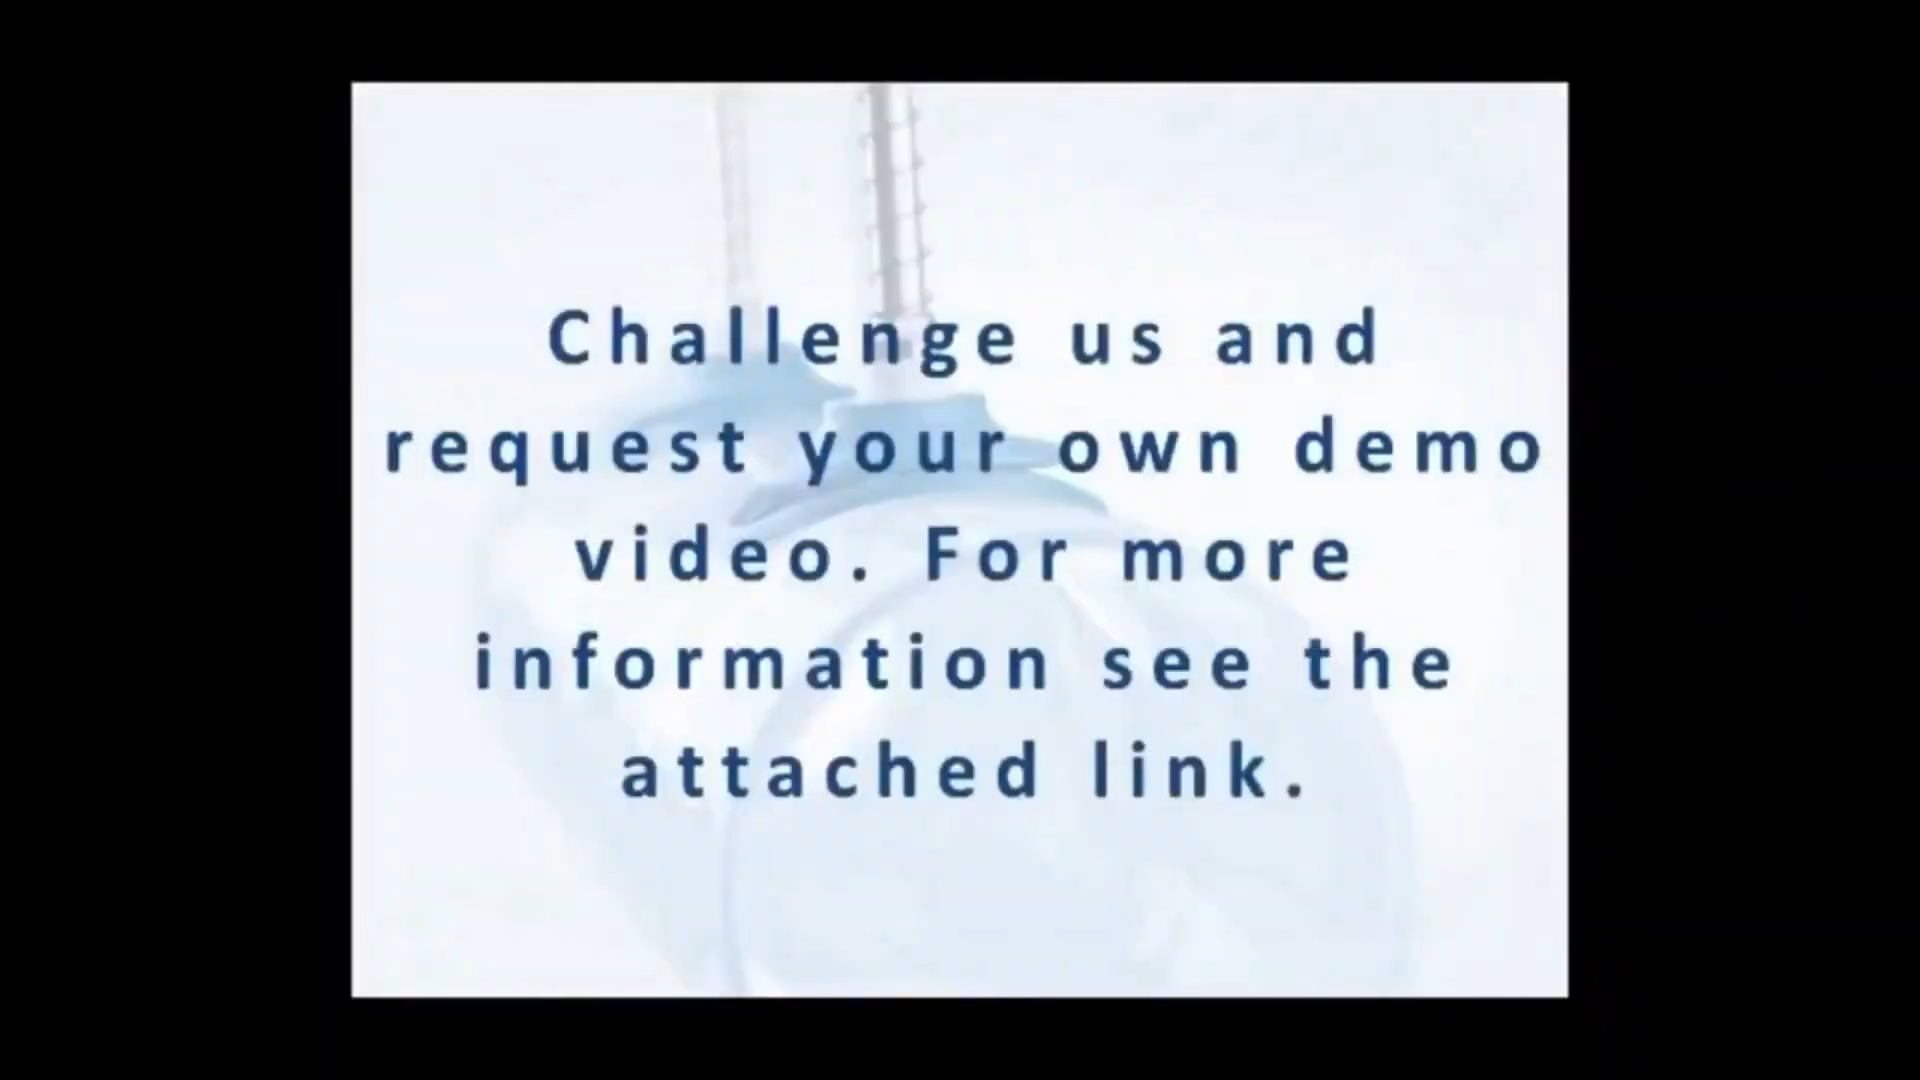 Challenge us and
request your own demo
video. For more
information see the
attached link.